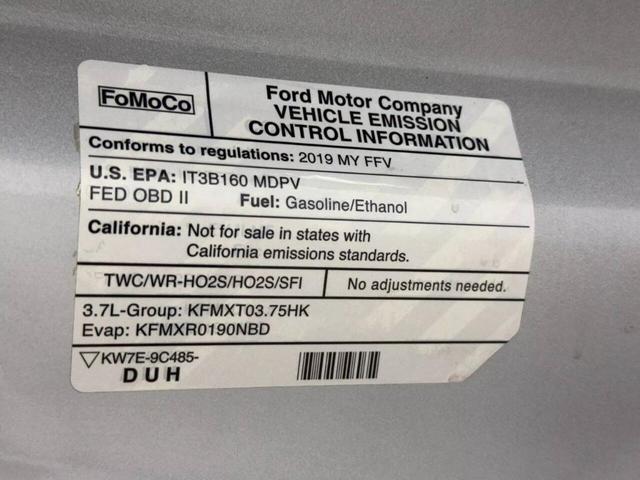 FoMoCo
Ford Motor Company
VEHICLE EMISSION
CONTROL INFORMATION
Conforms to regulations: 2019 MY FFV
U.S. EPA: IT3B160 MDPV
FED OBD II Fuel: Gasoline/Ethanol
California: Not for sale in states with
California emissions standards.
TWC/WR-HO2S/HO2S/SFI No adjustments needed.
3.7L-Group: KFMXT03.75HK
Evap: KFMXR0190NBD
KW7E-9C485-
DUH